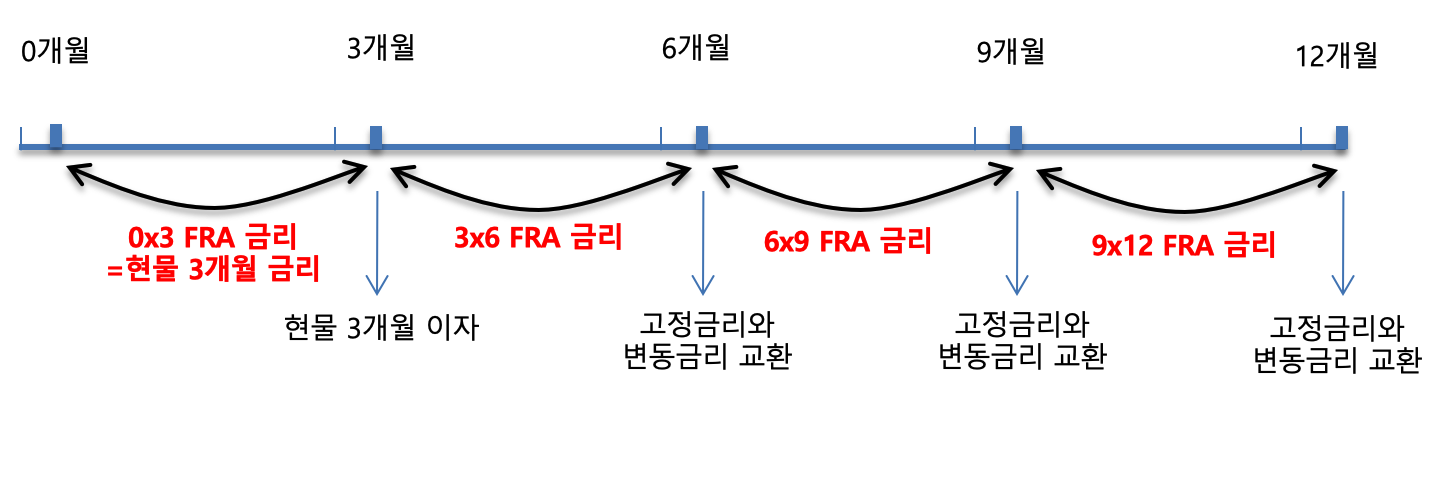 0개월
3개월
6개월
9개월
12개월
0x3 FRA 금리
=현물 3개월 금리
3x6 FRA 금리
6x9 FRA 금리
9x12 FRA 금리
현물 3개월 이자
고정금리와
변동금리 교환
고정금리와
변동금리 교환
고정금리와
변동금리 교환